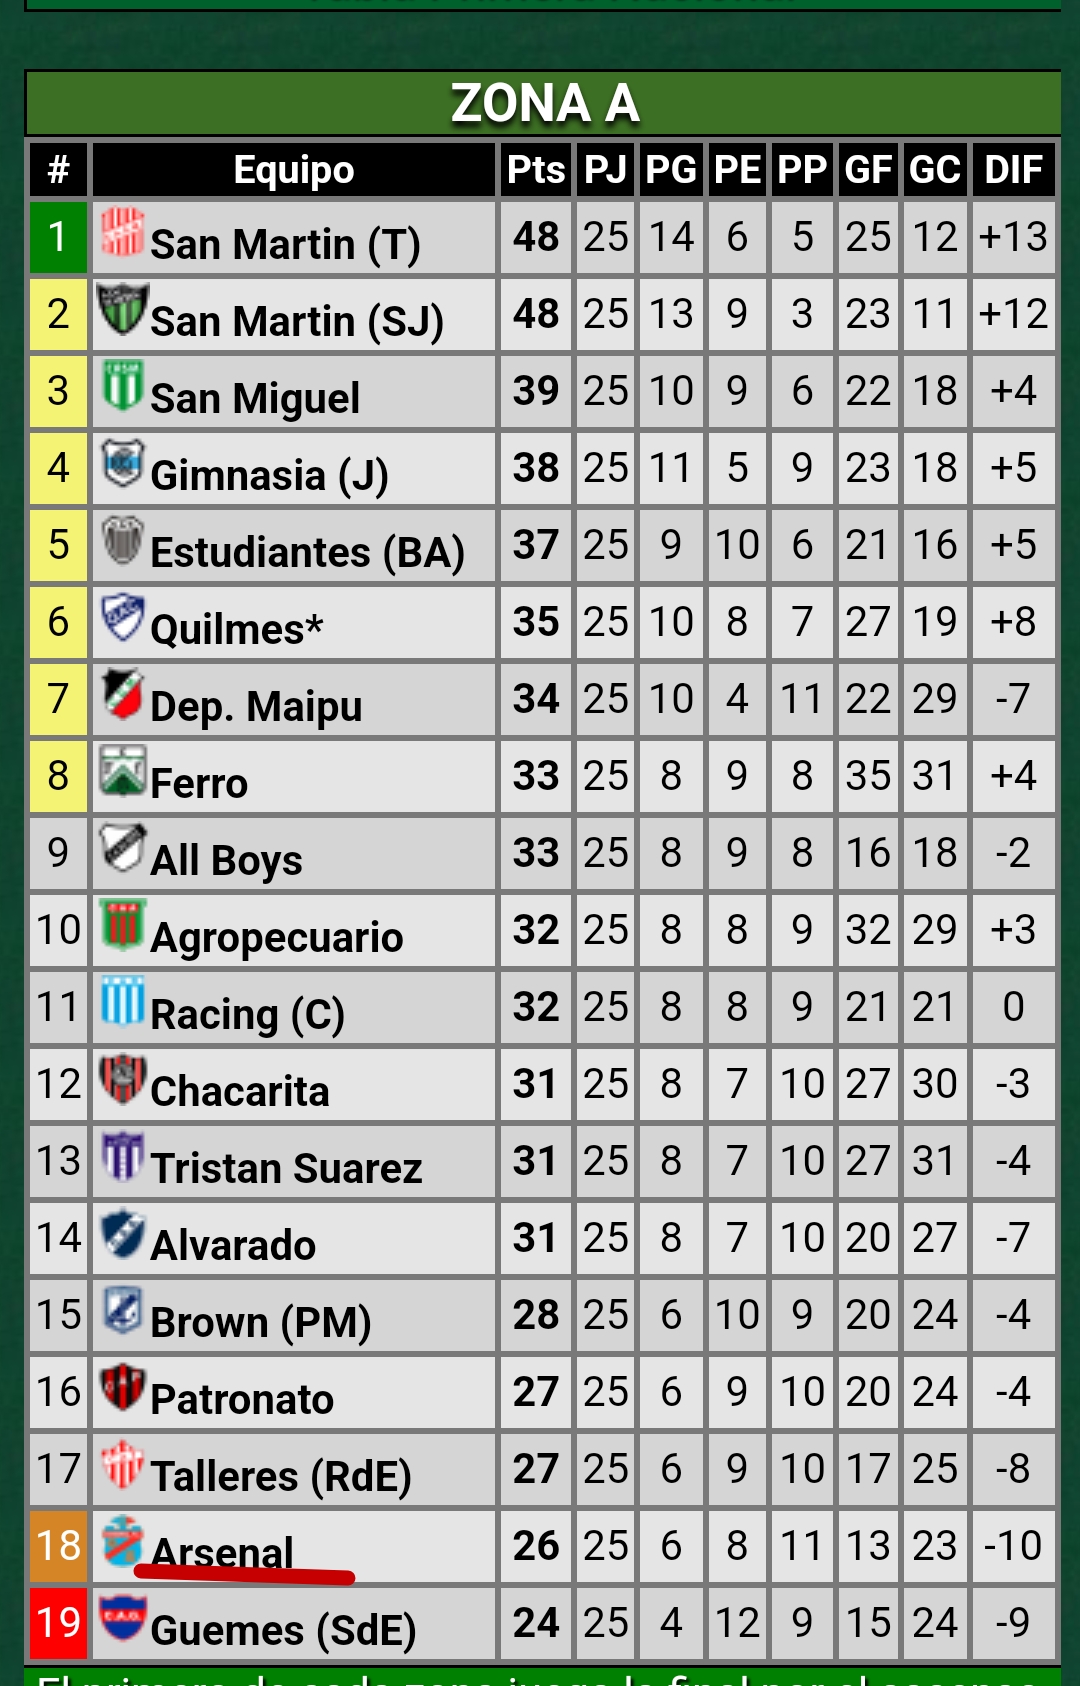 ZONA A
# Equipo Pts PJ PG PE PP GF GC DIF
1 San Martin (T) 48 25 14 6 5 25 12 +13
2 San Martin (SJ) 48 25 13 9 3 23 11 +12
3 San Miguel 39 25 10 9 6 22 18 +4
4 Gimnasia (J) 38 25 11 5 9 23 18 +5
5 Estudiantes (BA) 37 25 9 10 6 21 16 +5
6 Quilmes* 35 25 10 8 7 27 19 +8
7 Dep. Maipu 34 25 10 4 11 22 29 -7
8 Ferro 33 25 8 9 8 35 31 +4
9 All Boys 33 25 8 9 8 16 18 -2
10 Agropecuario 32 25 8 8 9 32 29 +3
11 Racing (C) 32 25 8 8 9 21 21 0
12 Chacarita 31 25 8 7 10 27 30 -3
13 Tristan Suarez 31 25 8 7 10 27 31 -4
14 Alvarado 31 25 8 7 10 20 27 -7
15 Brown (PM) 28 25 6 10 9 20 24 -4
16 Patronato 27 25 6 9 10 20 24 -4
17 Talleres (RdE) 27 25 6 9 10 17 25 -8
18 Arsenal 26 25 6 8 11 13 23 -10
19 Guemes (SdE) 24 25 4 12 9 15 24 -9
El primero de cada zona juega la final por el ascenso